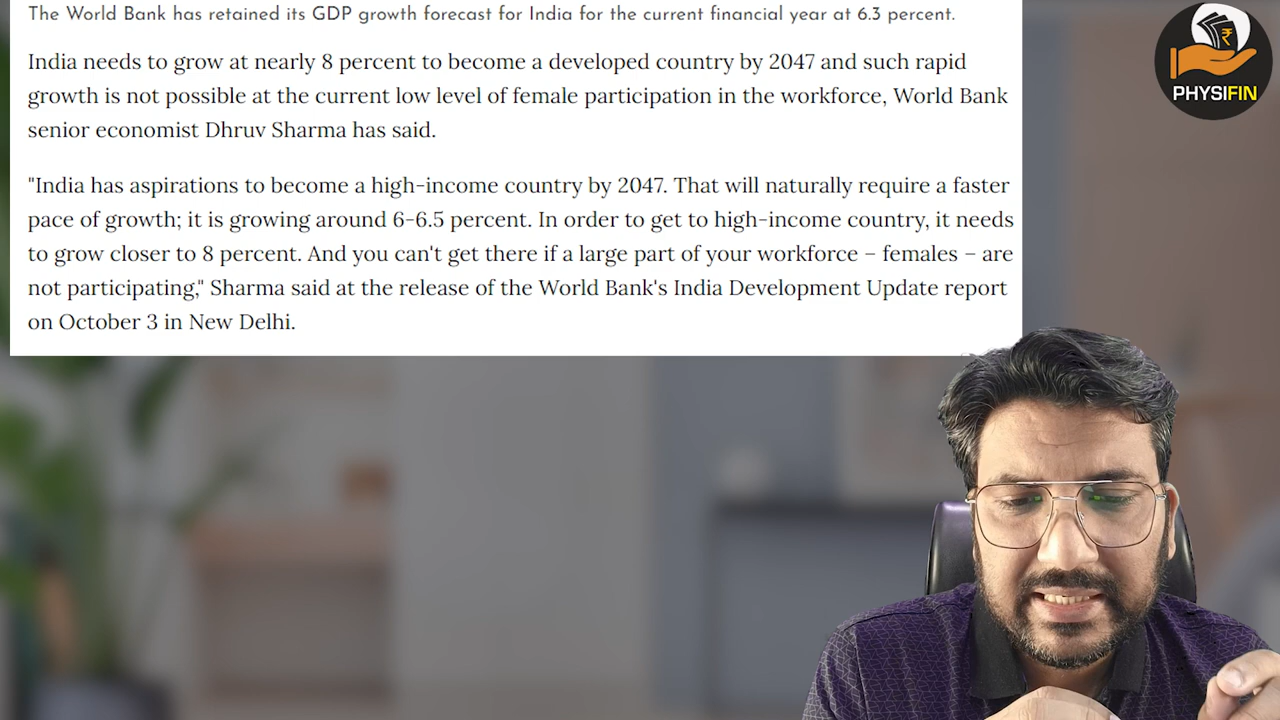 The World Bank has retained its GDP growth forecast for India for the current financial year at 6.3 percent.
India needs to grow at nearly 8 percent to become a developed country by 2047 and such rapid
growth is not possible at the current low level of female participation in the workforce, World Bank
senior economist Dhruv Sharma has said.
"India has aspirations to become a high-income country by 2047. That will naturally require a faster
pace of growth; it is growing around 6-6.5 percent. In order to get to high-income country, it needs
to grow closer to 8 percent. And you can't get there if a large part of your workforce – females – are
not participating," Sharma said at the release of the World Bank's India Development Update report
on October 3 in New Delhi.
₹
PHYSIFIN